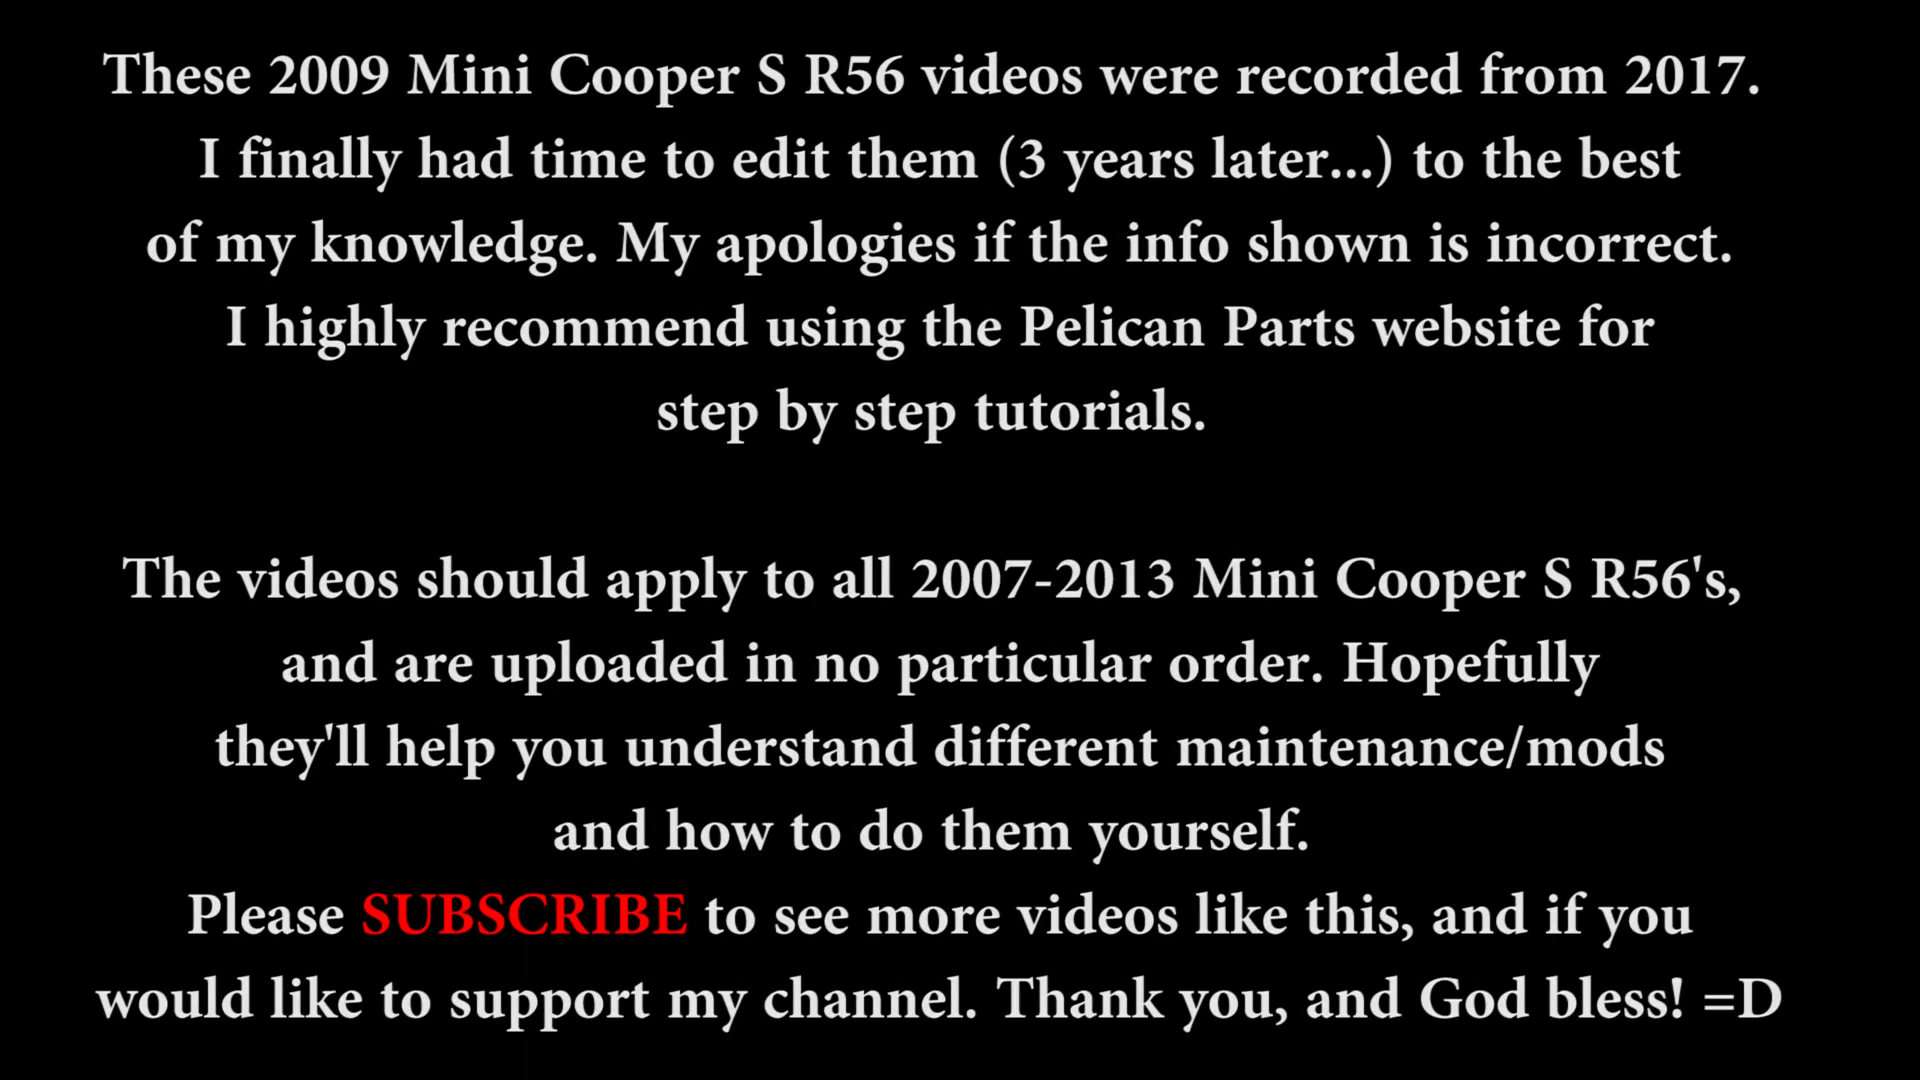 These 2009 Mini Cooper S R56 videos were recorded from 2017.
I finally had time to edit them (3 years later...) to the best
of my knowledge. My apologies if the info shown is incorrect.
I highly recommend using the Pelican Parts website for
step by step tutorials.
The videos should apply to all 2007-2013 Mini Cooper S R56's,
and are uploaded in no particular order. Hopefully
they'll help you understand different maintenance/mods
and how to do them yourself.
Please SUBSCRIBE to see more videos like this, and if you
would like to support my channel. Thank you, and God bless! =D